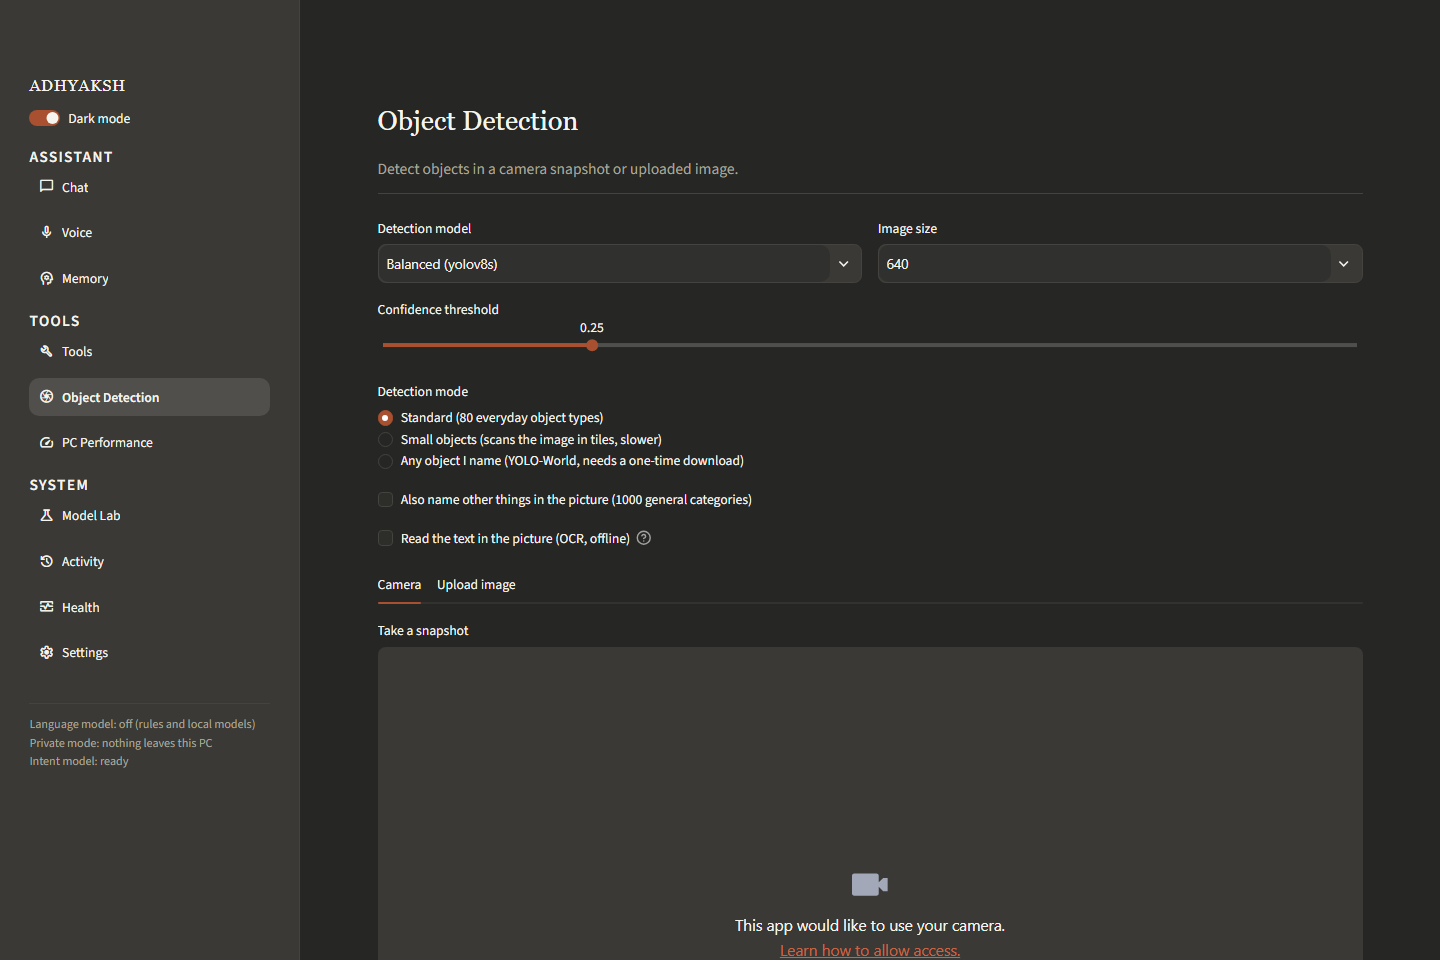 ADHYAKSH
Dark mode
ASSISTANT
Chat
Voice
Memory
TOOLS
Tools
Object Detection
PC Performance
SYSTEM
Model Lab
Activity
Health
Settings
Language model: off (rules and local models)
Private mode: nothing leaves this PC
Intent model: ready
Object Detection
Detect objects in a camera snapshot or uploaded image.
Detection model
Balanced (yolov8s)
Image size
640
Confidence threshold
0.25
Detection mode
Standard (80 everyday object types)
Small objects (scans the image in tiles, slower)
Any object I name (YOLO-World, needs a one-time download)
Also name other things in the picture (1000 general categories)
Read the text in the picture (OCR, offline)
Camera Upload image
Take a snapshot
This app would like to use your camera.
Learn how to allow access.